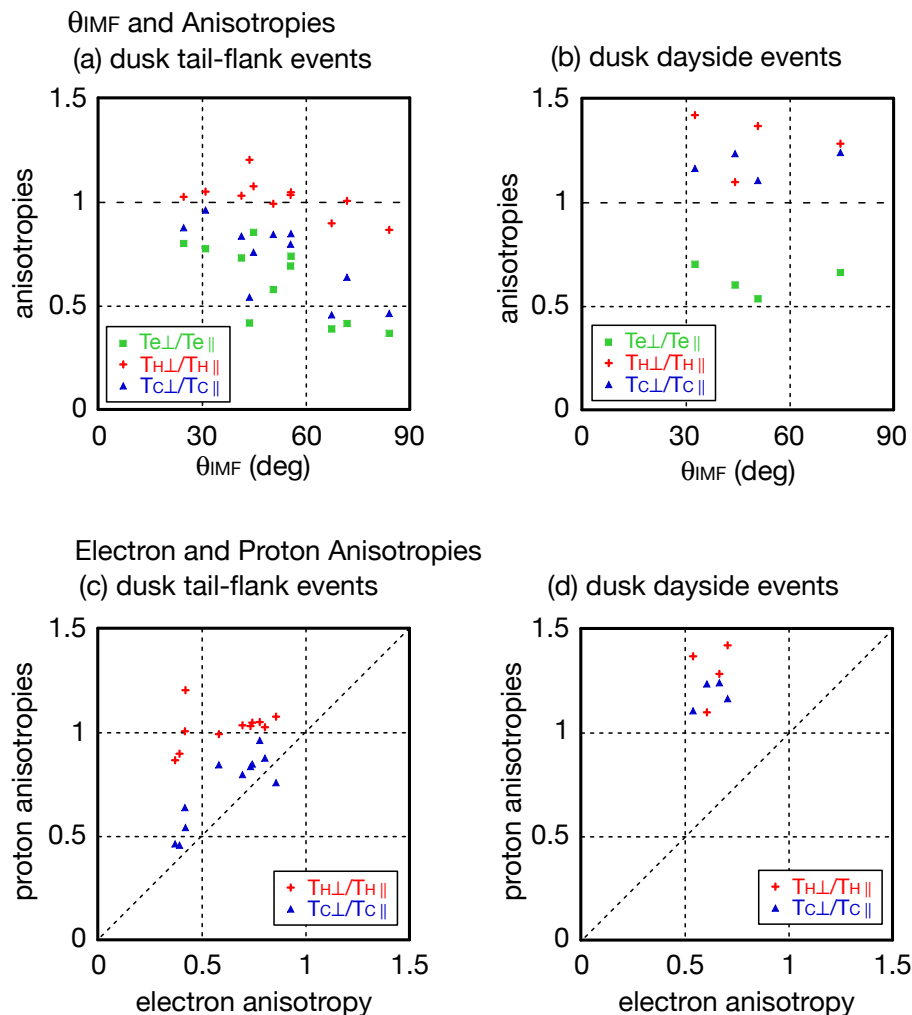 θIMF and Anisotropies
(a) dusk tail-flank events
(b) dusk dayside events
1.5
1
0.5
0
anisotropies
Te⊥/Te∥
TH⊥/TH∥
TC⊥/TC∥
0 30 60 90
θIMF (deg)
1.5
1
0.5
0
anisotropies
Te⊥/Te∥
TH⊥/TH∥
TC⊥/TC∥
30 60 90
θIMF (deg)
Electron and Proton Anisotropies
(c) dusk tail-flank events
(d) dusk dayside events
1.5
1
0.5
0
proton anisotropies
TH⊥/TH∥
TC⊥/TC∥
0 0.5 1 1.5
electron anisotropy
1.5
1
0.5
0
proton anisotropies
TH⊥/TH∥
TC⊥/TC∥
0 0.5 1 1.5
electron anisotropy